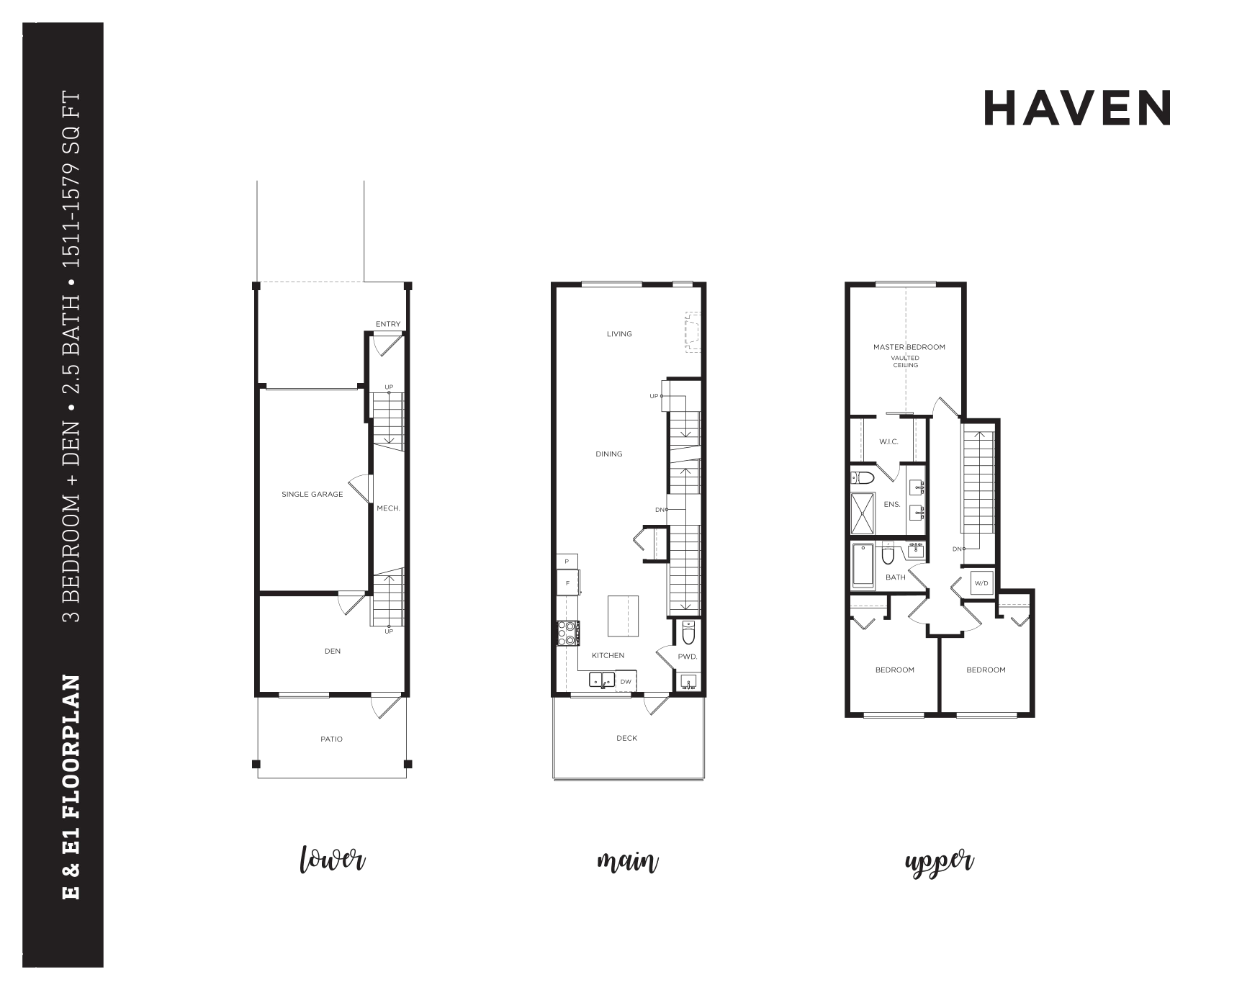 HAVEN
E & E1 FLOORPLAN 3 BEDROOM + DEN • 2.5 BATH • 1511-1579 SQ FT
ENTRY
UP
SINGLE GARAGE
MECH.
UP
DEN
PATIO
lower
LIVING
UP
DINING
DN
P
F
KITCHEN
PWD.
DW
DECK
main
MASTER BEDROOM
VAULTED
CEILING
W.I.C.
ENS.
DN
BATH
W/D
BEDROOM
BEDROOM
upper